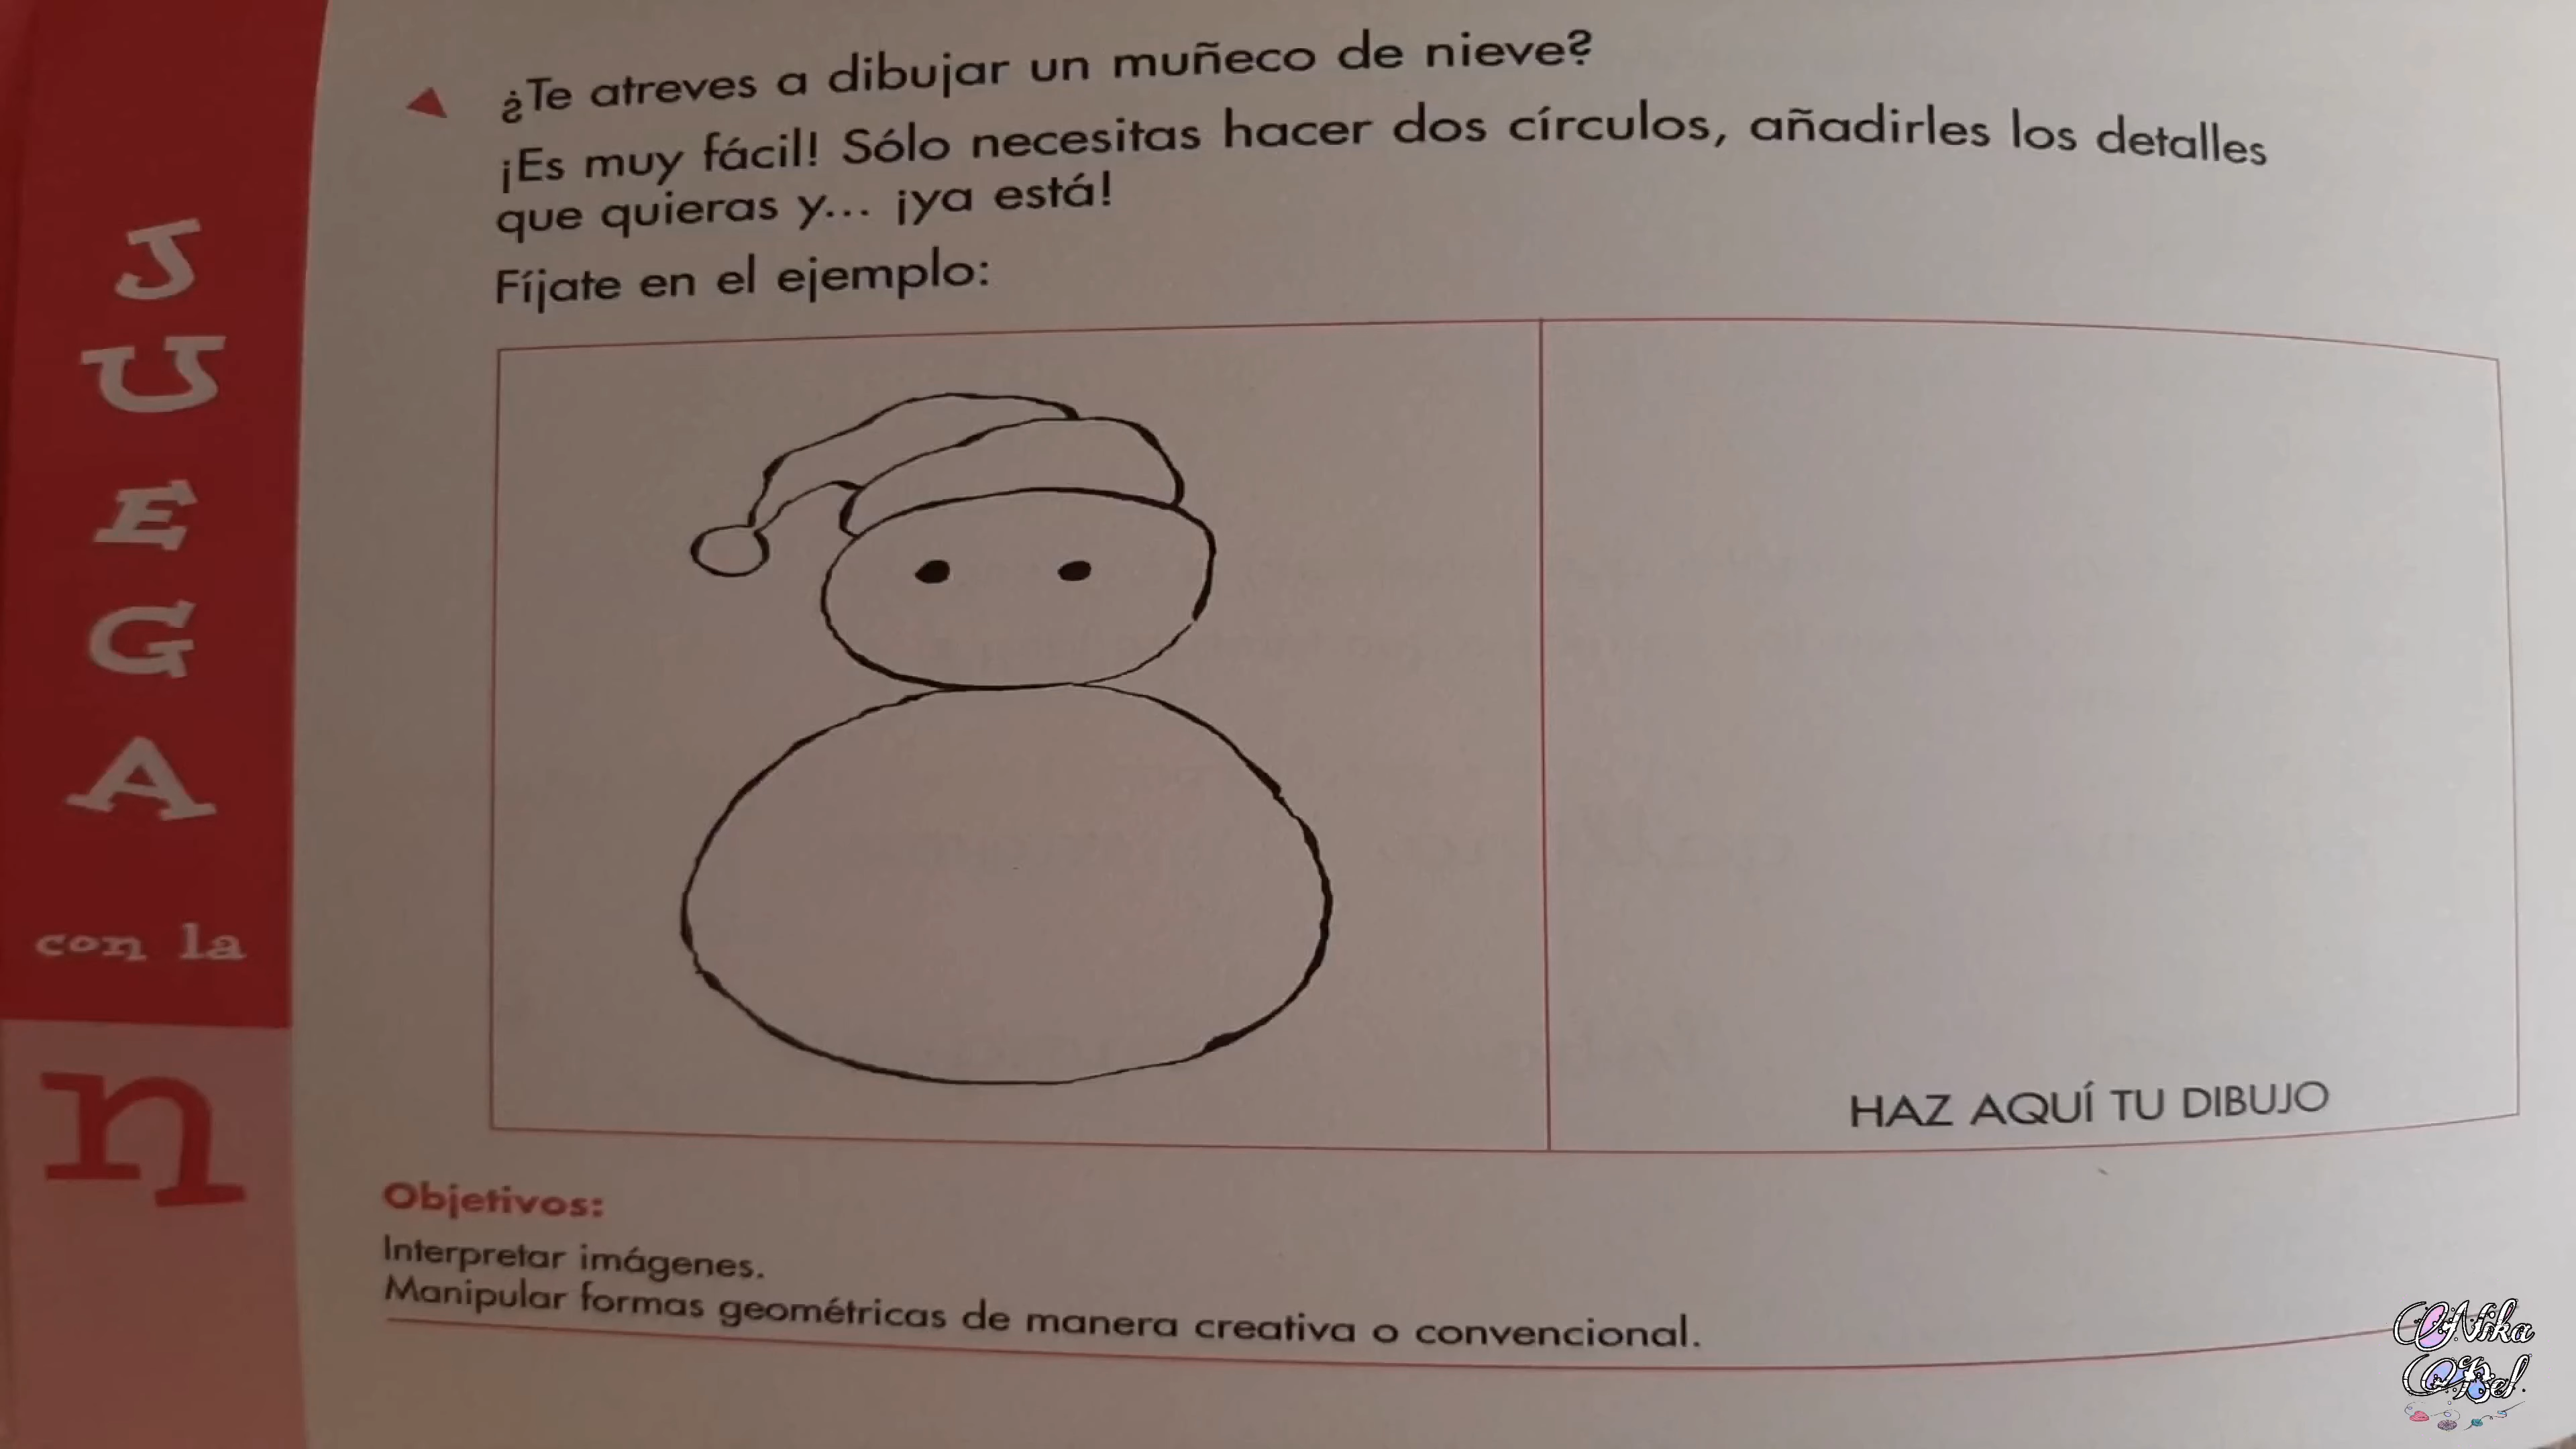 ¿Te atreves a dibujar un muñeco de nieve?
¡Es muy fácil! Sólo necesitas hacer dos círculos, añadirles los detalles
que quieras y... ¡ya está!
Fíjate en el ejemplo:
HAZ AQUÍ TU DIBUJO
Objetivos:
Interpretar imágenes.
Manipular formas geométricas de manera creativa o convencional.
JUEGA
con la
n
Nika
Bel.